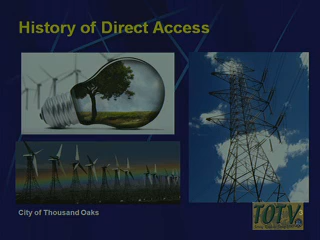 History of Direct Access
City of Thousand Oaks
TOTV